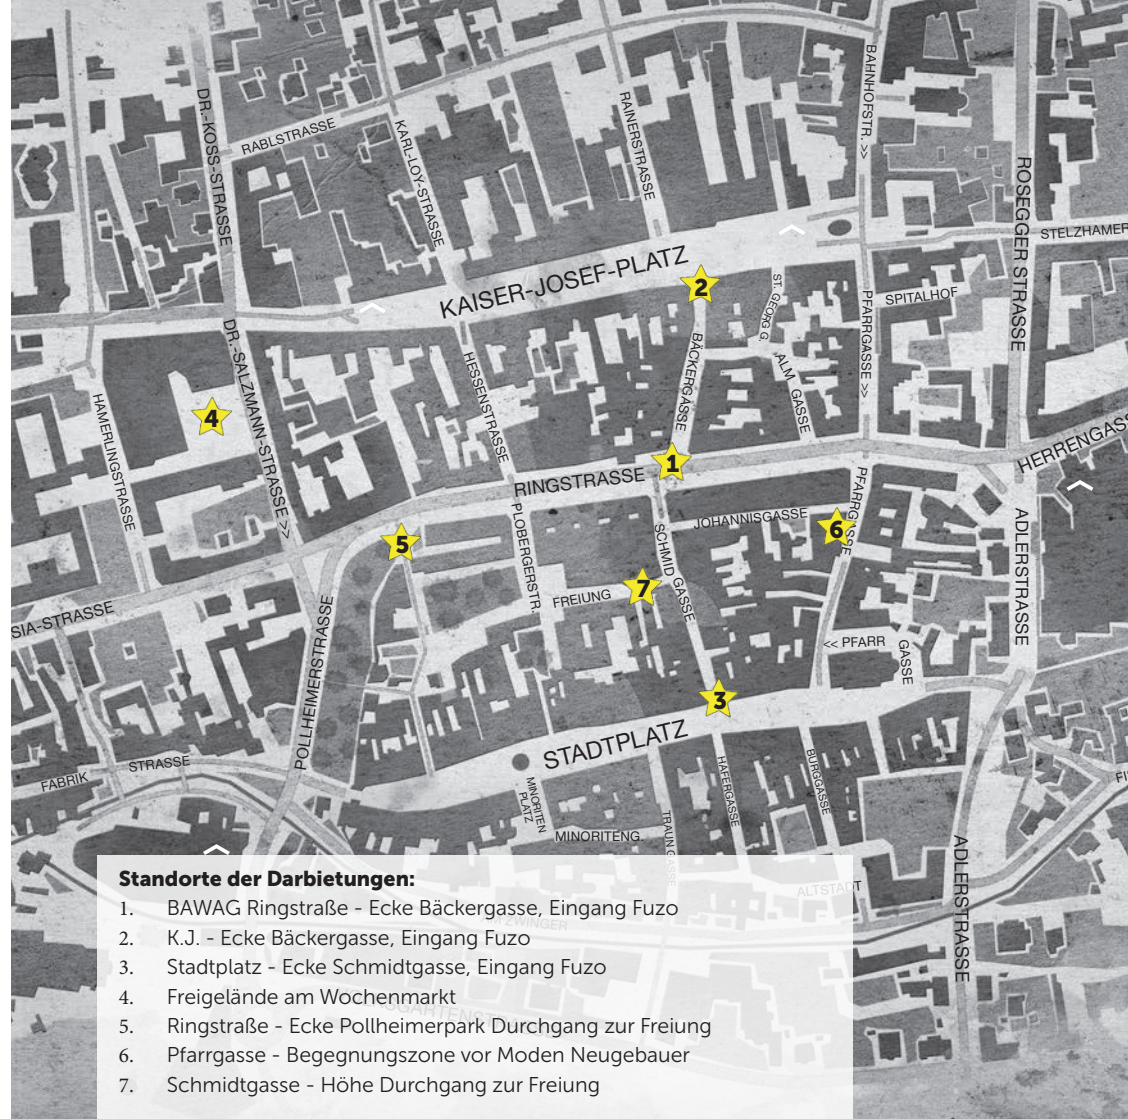 BAHNHOFSTR. >>
DR.-KOSS-STRASSE
RABLSTRASSE
KARL-LOY-STRASSE
RAINERSTRASSE
ROSEGGER STRASSE
STELZHAMER
KAISER-JOSEF-PLATZ
2
ST. GEORG G.
SPITALHOF
PFARRGASSE >>
DR.-SALZMANN-STRASSE >>
HESSENSTRASSE
BÄCKERGASSE
ALM GASSE
HAMERLINGSTRASSE
4
HERRENGASS
1
RINGSTRASSE
PLOBERGERSTR.
JOHANNISGASSE
PFARRGASSE
6
ADLERSTRASSE
5
SCHMID GASSE
7
FREIUNG
SIA-STRASSE
POLLHEIMERSTRASSE
<< PFARR
GASSE
3
STADTPLATZ
FABRIK
STRASSE
MINORITEN
PLATZ
HAFERGASSE
BURGGASSE
MINORITENG.
TRAUN GASSE
ADLERSTRASSE
ALTSTADT
ZWINGER
Standorte der Darbietungen:
1. BAWAG Ringstraße - Ecke Bäckergasse, Eingang Fuzo
2. K.J. - Ecke Bäckergasse, Eingang Fuzo
3. Stadtplatz - Ecke Schmidtgasse, Eingang Fuzo
4. Freigelände am Wochenmarkt
5. Ringstraße - Ecke Pollheimerpark Durchgang zur Freiung
6. Pfarrgasse - Begegnungszone vor Moden Neugebauer
7. Schmidtgasse - Höhe Durchgang zur Freiung